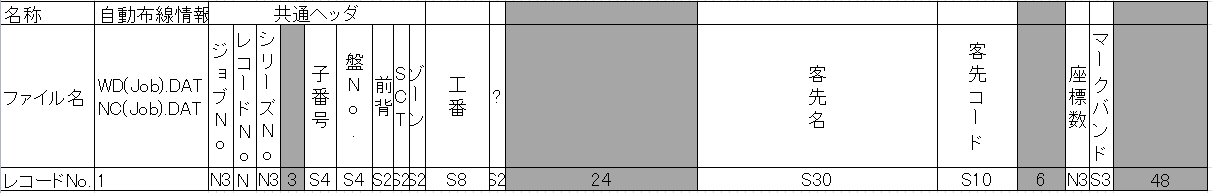 名称 自動布線情報 共通ヘッダ
ファイル名 WD(Job).DAT
NC(Job).DAT
ジョブNo レコードNo シリーズNo 子番号 盤No. 前背 SCT ゾーン 工番 ? 客先名 客先コード 座標数 マークバンド
レコードNo. 1 N3 N N3 3 S4 S4 S2 S2 S2 S8 S2 24 S30 S10 6 N3 S3 48